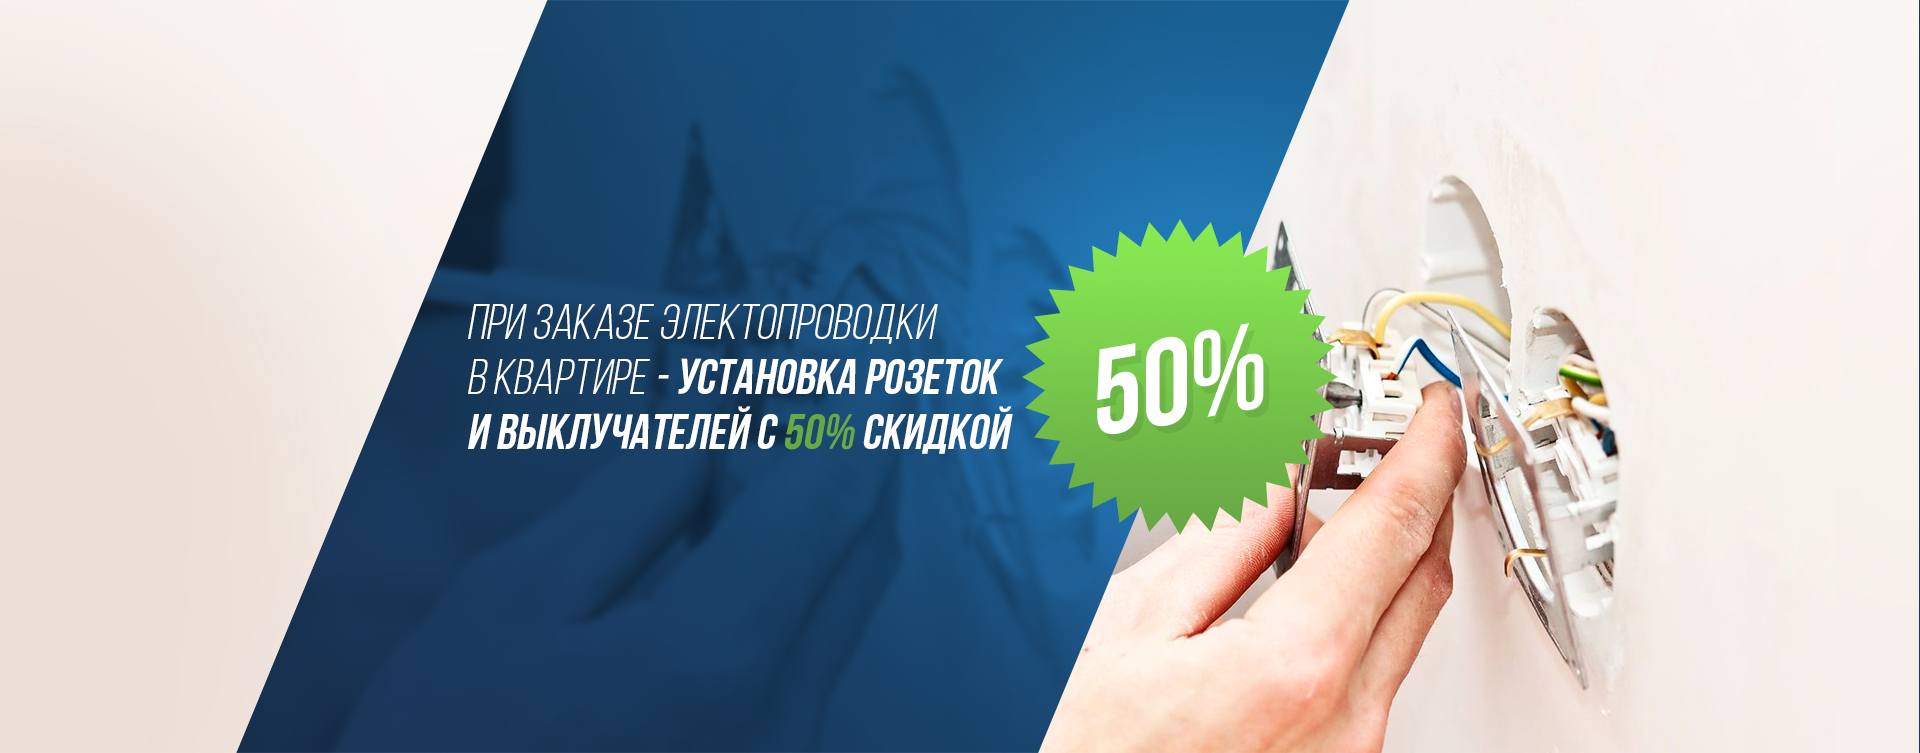 ПРИ ЗАКАЗЕ ЭЛЕКТОПРОВОДКИ
В КВАРТИРЕ - УСТАНОВКА РОЗЕТОК
И ВЫКЛУЧАТЕЛЕЙ С 50% СКИДКОЙ
50%